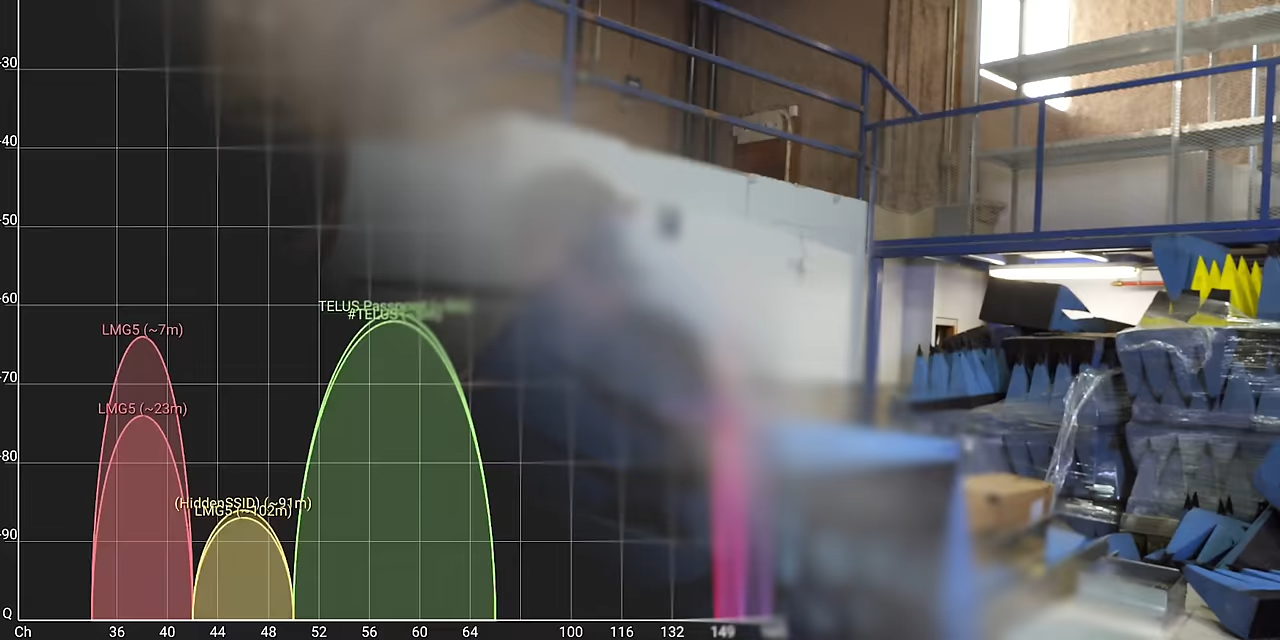 -30
-40
-50
-60
TELUS
#TELUS
LMG5 (~7m)
-70
LMG5 (~23m)
-80
(HiddenSSID) (~91m)
LMG5 (~102m)
-90
Q
Ch 36 40 44 48 52 56 60 64 100 116 132 149